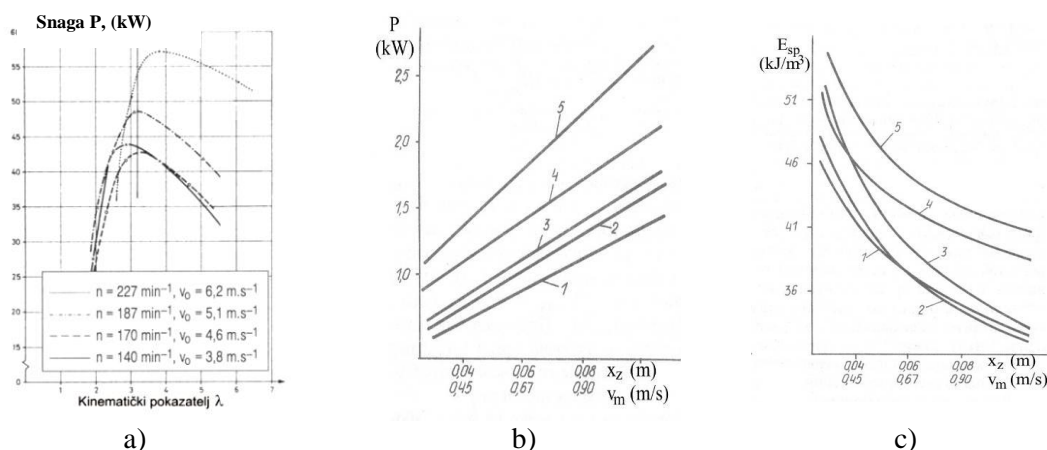 Snaga P, (kW)
55
50
45
40
35
30
25
n = 227 min⁻¹, v₀ = 6,2 m.s⁻¹
n = 187 min⁻¹, v₀ = 5,1 m.s⁻¹
n = 170 min⁻¹, v₀ = 4,6 m.s⁻¹
n = 140 min⁻¹, v₀ = 3,8 m.s⁻¹
0
0 1 2 3 4 5 6 7
Kinematički pokazatelj λ
a)
P
(kW)
2,5
2,0
1,5
1,0
5
4
3
2
1
0,04 0,06 0,08 x_z (m)
0,45 0,67 0,90 v_m (m/s)
b)
E_sp
(kJ/m³)
51
46
41
36
5
4
3
1
2
0,04 0,06 0,08 x_z (m)
0,45 0,67 0,90 v_m (m/s)
c)